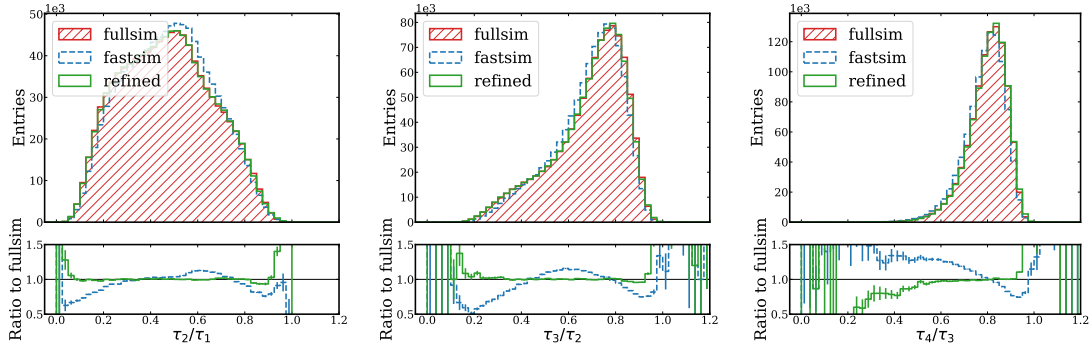 1e3
50
40
30
20
10
0
Entries
fullsim
fastsim
refined
1.5
1.0
0.5
Ratio to fullsim
0.0 0.2 0.4 0.6 0.8 1.0 1.2
τ2/τ1
1e3
80
70
60
50
40
30
20
10
0
Entries
fullsim
fastsim
refined
1.5
1.0
0.5
Ratio to fullsim
0.0 0.2 0.4 0.6 0.8 1.0 1.2
τ3/τ2
1e3
120
100
80
60
40
20
0
Entries
fullsim
fastsim
refined
1.5
1.0
0.5
Ratio to fullsim
0.0 0.2 0.4 0.6 0.8 1.0 1.2
τ4/τ3